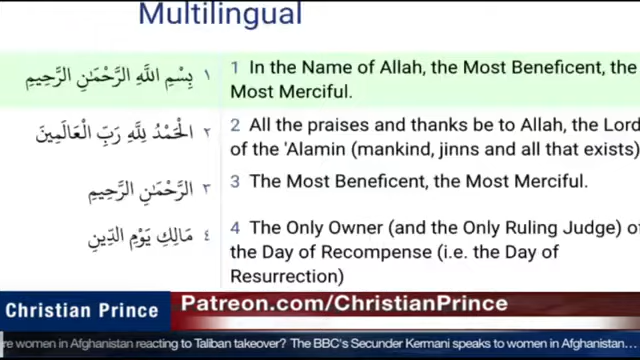 Multilingual
١ بِسْمِ اللَّهِ الرَّحْمَٰنِ الرَّحِيمِ
1 In the Name of Allah, the Most Beneficent, the
Most Merciful.
٢ الْحَمْدُ لِلَّهِ رَبِّ الْعَالَمِينَ
2 All the praises and thanks be to Allah, the Lord
of the 'Alamin (mankind, jinns and all that exists)
٣ الرَّحْمَٰنِ الرَّحِيمِ
3 The Most Beneficent, the Most Merciful.
٤ مَالِكِ يَوْمِ الدِّينِ
4 The Only Owner (and the Only Ruling Judge) of
the Day of Recompense (i.e. the Day of
Resurrection)
Christian Prince
Patreon.com/ChristianPrince
re women in Afghanistan reacting to Taliban takeover? The BBC's Secunder Kermani speaks to women in Afghanistan...